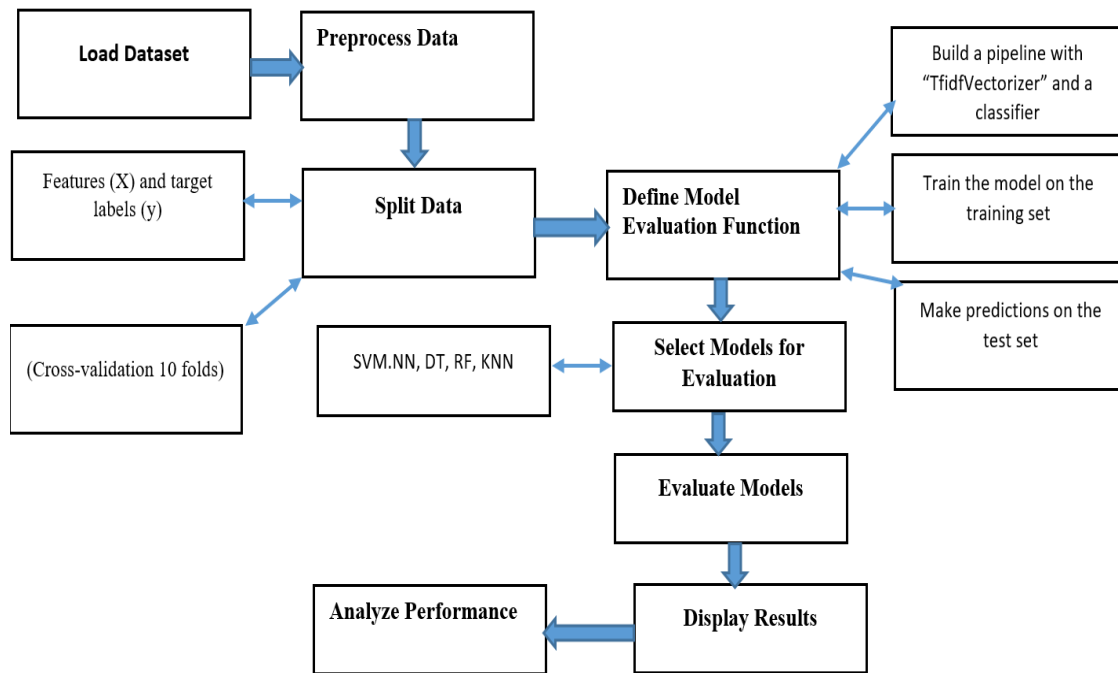 Load Dataset
Preprocess Data
Build a pipeline with
“TfidfVectorizer” and a
classifier
Features (X) and target
labels (y)
Split Data
Define Model
Evaluation Function
Train the model on the
training set
Make predictions on the
test set
(Cross-validation 10 folds)
SVM.NN, DT, RF, KNN
Select Models for
Evaluation
Evaluate Models
Analyze Performance
Display Results